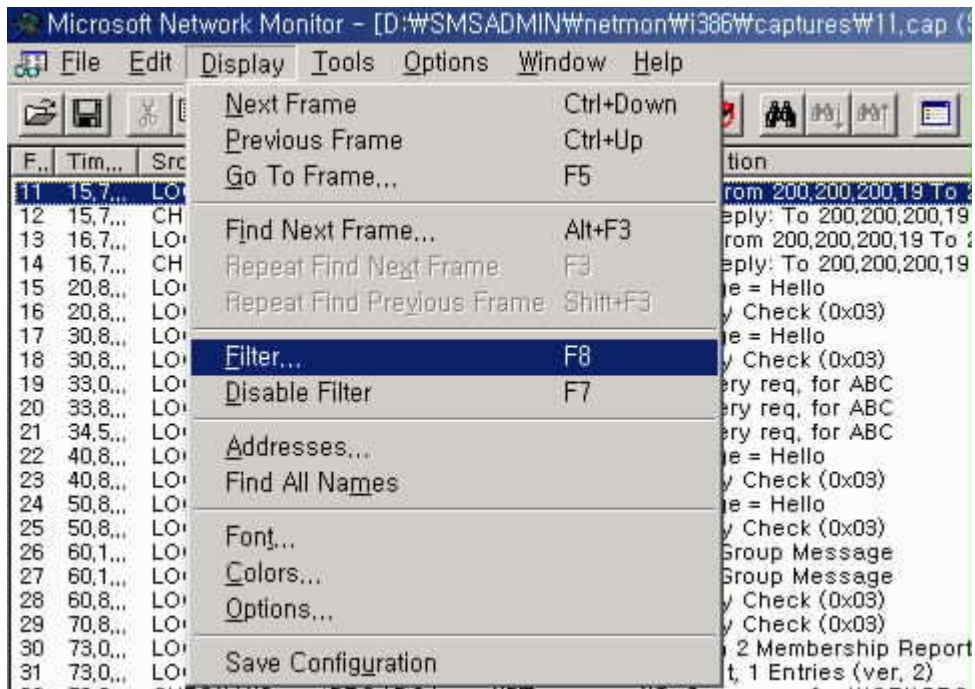 Microsoft Network Monitor - [D:₩SMSADMIN₩netmon₩i386₩captures₩11.cap (
File Edit Display Tools Options Window Help
Next Frame Ctrl+Down
Previous Frame Ctrl+Up
Go To Frame... F5
Find Next Frame... Alt+F3
Repeat Find Next Frame F3
Repeat Find Previous Frame Shift+F3
Filter... F8
Disable Filter F7
Addresses...
Find All Names
Font...
Colors...
Options...
Save Configuration
F... Tim... Src tion
11 15,7... LO rom 200,200,200,19 To 2
12 15,7... CH eply: To 200,200,200,19
13 16,7... LO rom 200,200,200,19 To 2
14 16,7... CH eply: To 200,200,200,19
15 20,8... LO ge = Hello
16 20,8... LO y Check (0x03)
17 30,8... LO ge = Hello
18 30,8... LO y Check (0x03)
19 33,0... LO ery req, for ABC
20 33,8... LO ery req, for ABC
21 34,5... LO ery req, for ABC
22 40,8... LO ge = Hello
23 40,8... LO y Check (0x03)
24 50,8... LO ge = Hello
25 50,8... LO y Check (0x03)
26 60,1... LO Group Message
27 60,1... LO Group Message
28 60,8... LO y Check (0x03)
29 70,8... LO y Check (0x03)
30 73,0... LO 2 Membership Report
31 73,0... LO t, 1 Entries (ver, 2)